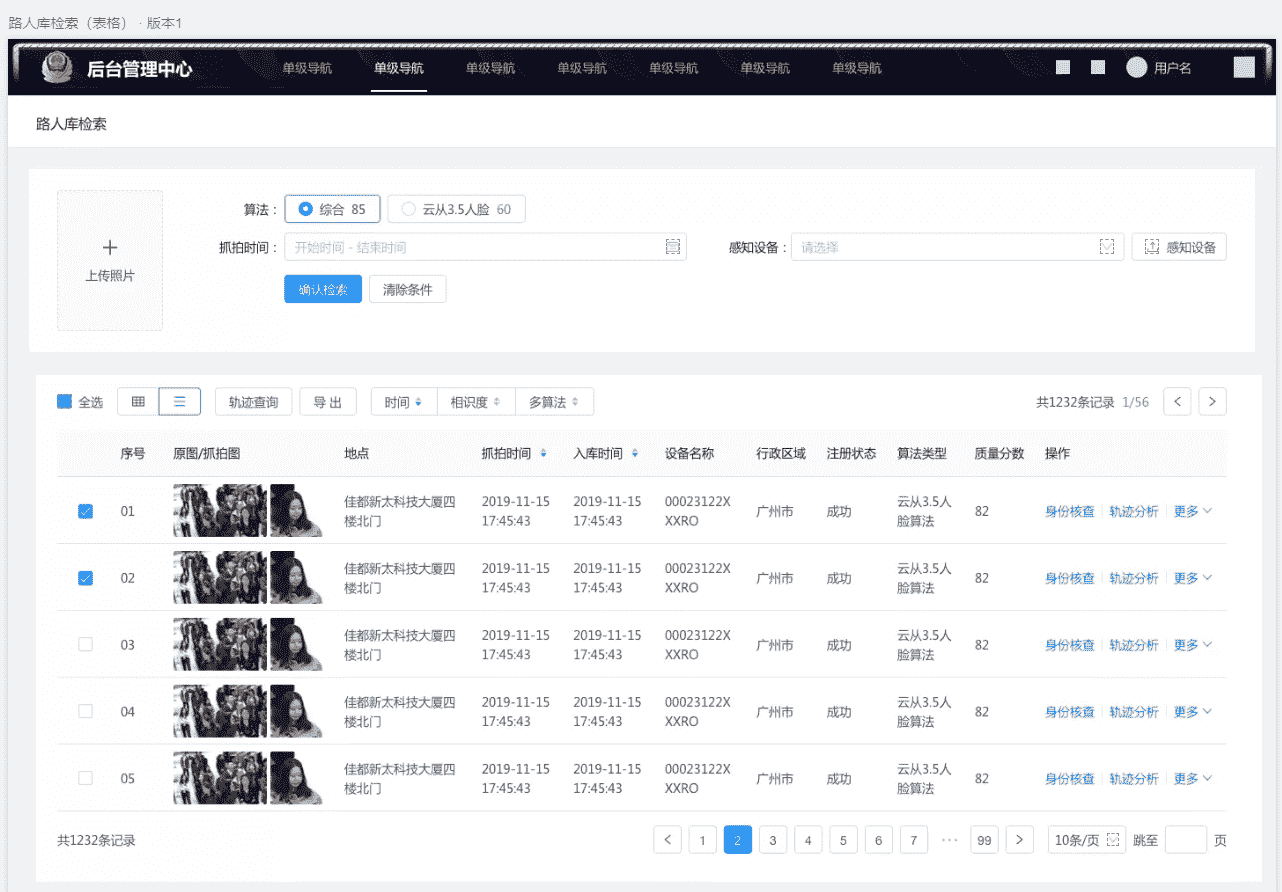 路人库检索（表格） · 版本1
后台管理中心 单级导航 单级导航 单级导航 单级导航 单级导航 单级导航 单级导航 用户名
路人库检索
算法： 综合 85 云从3.5人脸 60
上传照片
抓拍时间： 开始时间 - 结束时间 感知设备： 请选择 感知设备
确认检索 清除条件
全选 轨迹查询 导 出 时间 相识度 多算法 共1232条记录 1/56
序号 原图/抓拍图 地点 抓拍时间 入库时间 设备名称 行政区域 注册状态 算法类型 质量分数 操作
01 佳都新太科技大厦四 2019-11-15 2019-11-15 00023122X 广州市 成功 云从3.5人 82 身份核查 轨迹分析 更多
楼北门 17:45:43 17:45:43 XXRO 脸算法
02 佳都新太科技大厦四 2019-11-15 2019-11-15 00023122X 广州市 成功 云从3.5人 82 身份核查 轨迹分析 更多
楼北门 17:45:43 17:45:43 XXRO 脸算法
03 佳都新太科技大厦四 2019-11-15 2019-11-15 00023122X 广州市 成功 云从3.5人 82 身份核查 轨迹分析 更多
楼北门 17:45:43 17:45:43 XXRO 脸算法
04 佳都新太科技大厦四 2019-11-15 2019-11-15 00023122X 广州市 成功 云从3.5人 82 身份核查 轨迹分析 更多
楼北门 17:45:43 17:45:43 XXRO 脸算法
05 佳都新太科技大厦四 2019-11-15 2019-11-15 00023122X 广州市 成功 云从3.5人 82 身份核查 轨迹分析 更多
楼北门 17:45:43 17:45:43 XXRO 脸算法
共1232条记录 < 1 2 3 4 5 6 7 ··· 99 > 10条/页 跳至 页